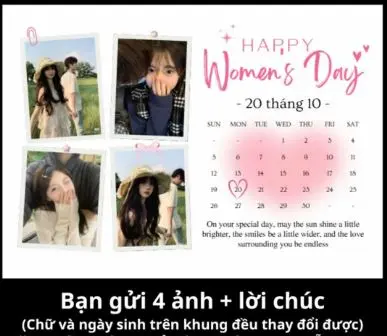 HAPPY
Women's Day
- 20 tháng 10 -
SUN MON TUE WED THU FRI SAT
- - - 1 2 3 4
5 6 7 8 9 10 11
12 13 14 15 16 17 18
19 20 21 22 23 24 25
26 27 28 29 30 - -
On your special day, may the sun shine a little
brighter, the smiles be a little wider, and the love
surrounding you be endless
Bạn gửi 4 ảnh + lời chúc
(Chữ và ngày sinh trên khung đều thay đổi được)